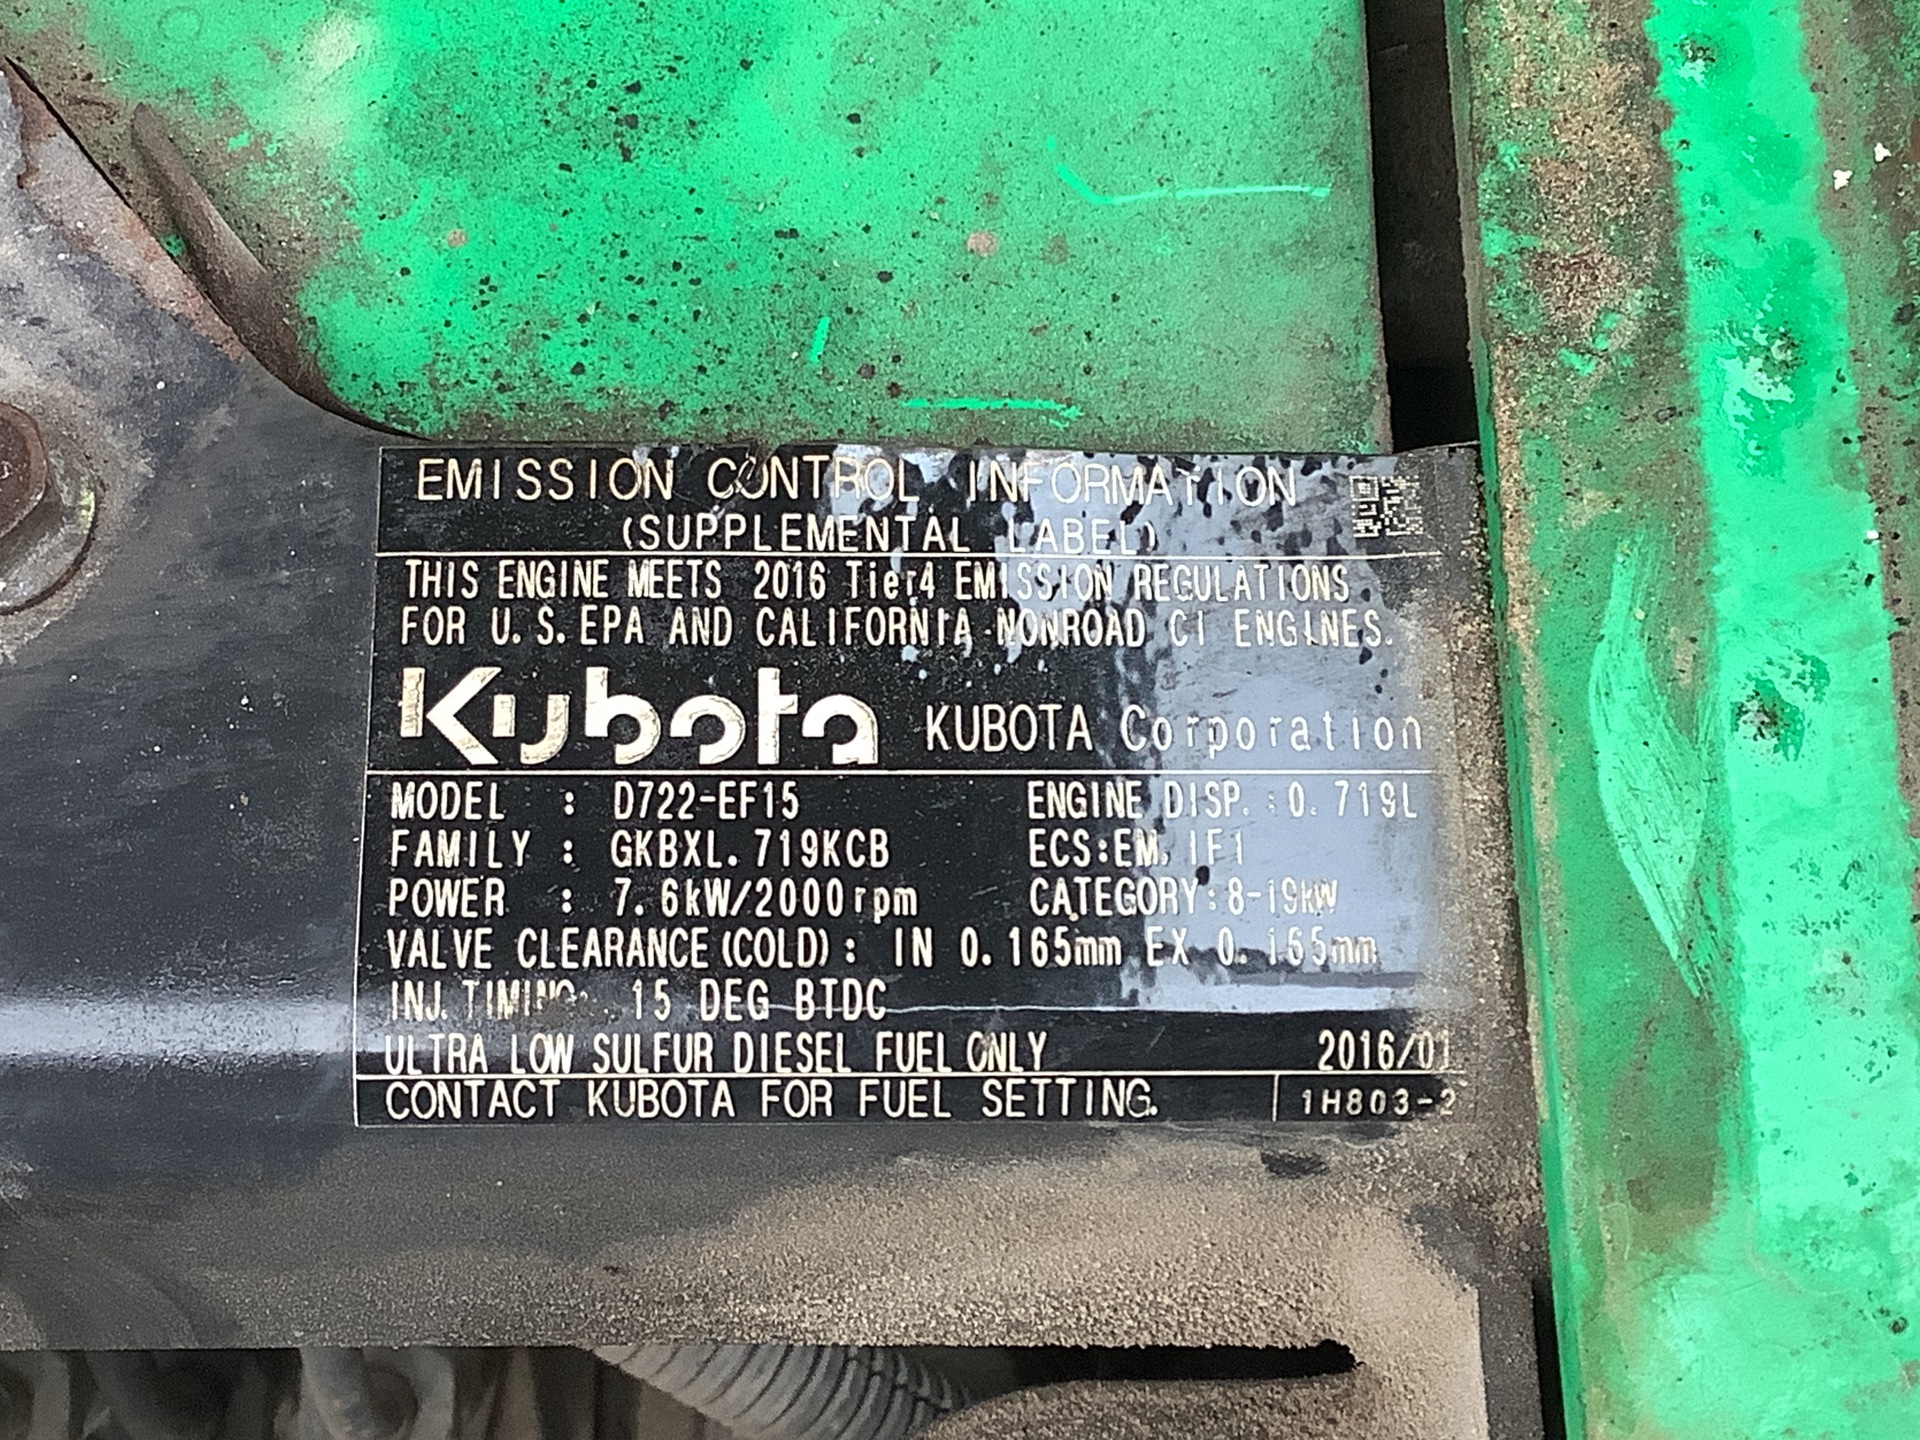 EMISSION CONTROL INFORMATION
(SUPPLEMENTAL LABEL)
THIS ENGINE MEETS 2016 Tier4 EMISSION REGULATIONS
FOR U.S.EPA AND CALIFORNIA NONROAD CI ENGINES.
Kubota KUBOTA Corporation
MODEL : D722-EF15 ENGINE DISP. :0.719L
FAMILY : GKBXL.719KCB ECS:EM, IF1
POWER : 7.6kW/2000rpm CATEGORY:8-19kW
VALVE CLEARANCE(COLD): IN 0.165mm EX 0.165mm
INJ.TIMING: 15 DEG BTDC
ULTRA LOW SULFUR DIESEL FUEL ONLY 2016/01
CONTACT KUBOTA FOR FUEL SETTING. 1H803-2